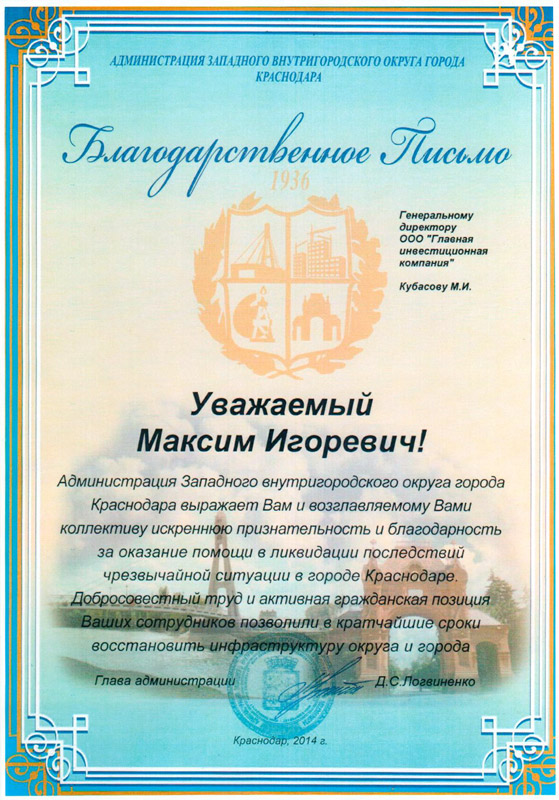 АДМИНИСТРАЦИЯ ЗАПАДНОГО ВНУТРИГОРОДСКОГО ОКРУГА ГОРОДА
КРАСНОДАРА
Благодарственное Письмо
1936
Генеральному
директору
ООО "Главная
инвестиционная
компания"
Кубасову М.И.
Уважаемый
Максим Игоревич!
Администрация Западного внутригородского округа города
Краснодара выражает Вам и возглавляемому Вами
коллективу искреннюю признательность и благодарность
за оказание помощи в ликвидации последствий
чрезвычайной ситуации в городе Краснодаре.
Добросовестный труд и активная гражданская позиция
Ваших сотрудников позволили в кратчайшие сроки
восстановить инфраструктуру округа и города
Глава администрации Д.С.Логвиненко
Краснодар, 2014 г.